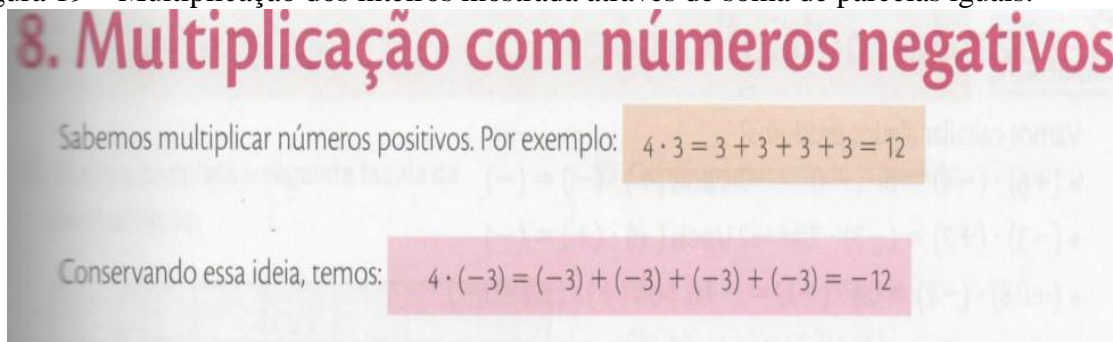 8. Multiplicação com números negativos
Sabemos multiplicar números positivos. Por exemplo: 4 · 3 = 3 + 3 + 3 + 3 = 12
Conservando essa ideia, temos: 4 · (−3) = (−3) + (−3) + (−3) + (−3) = −12